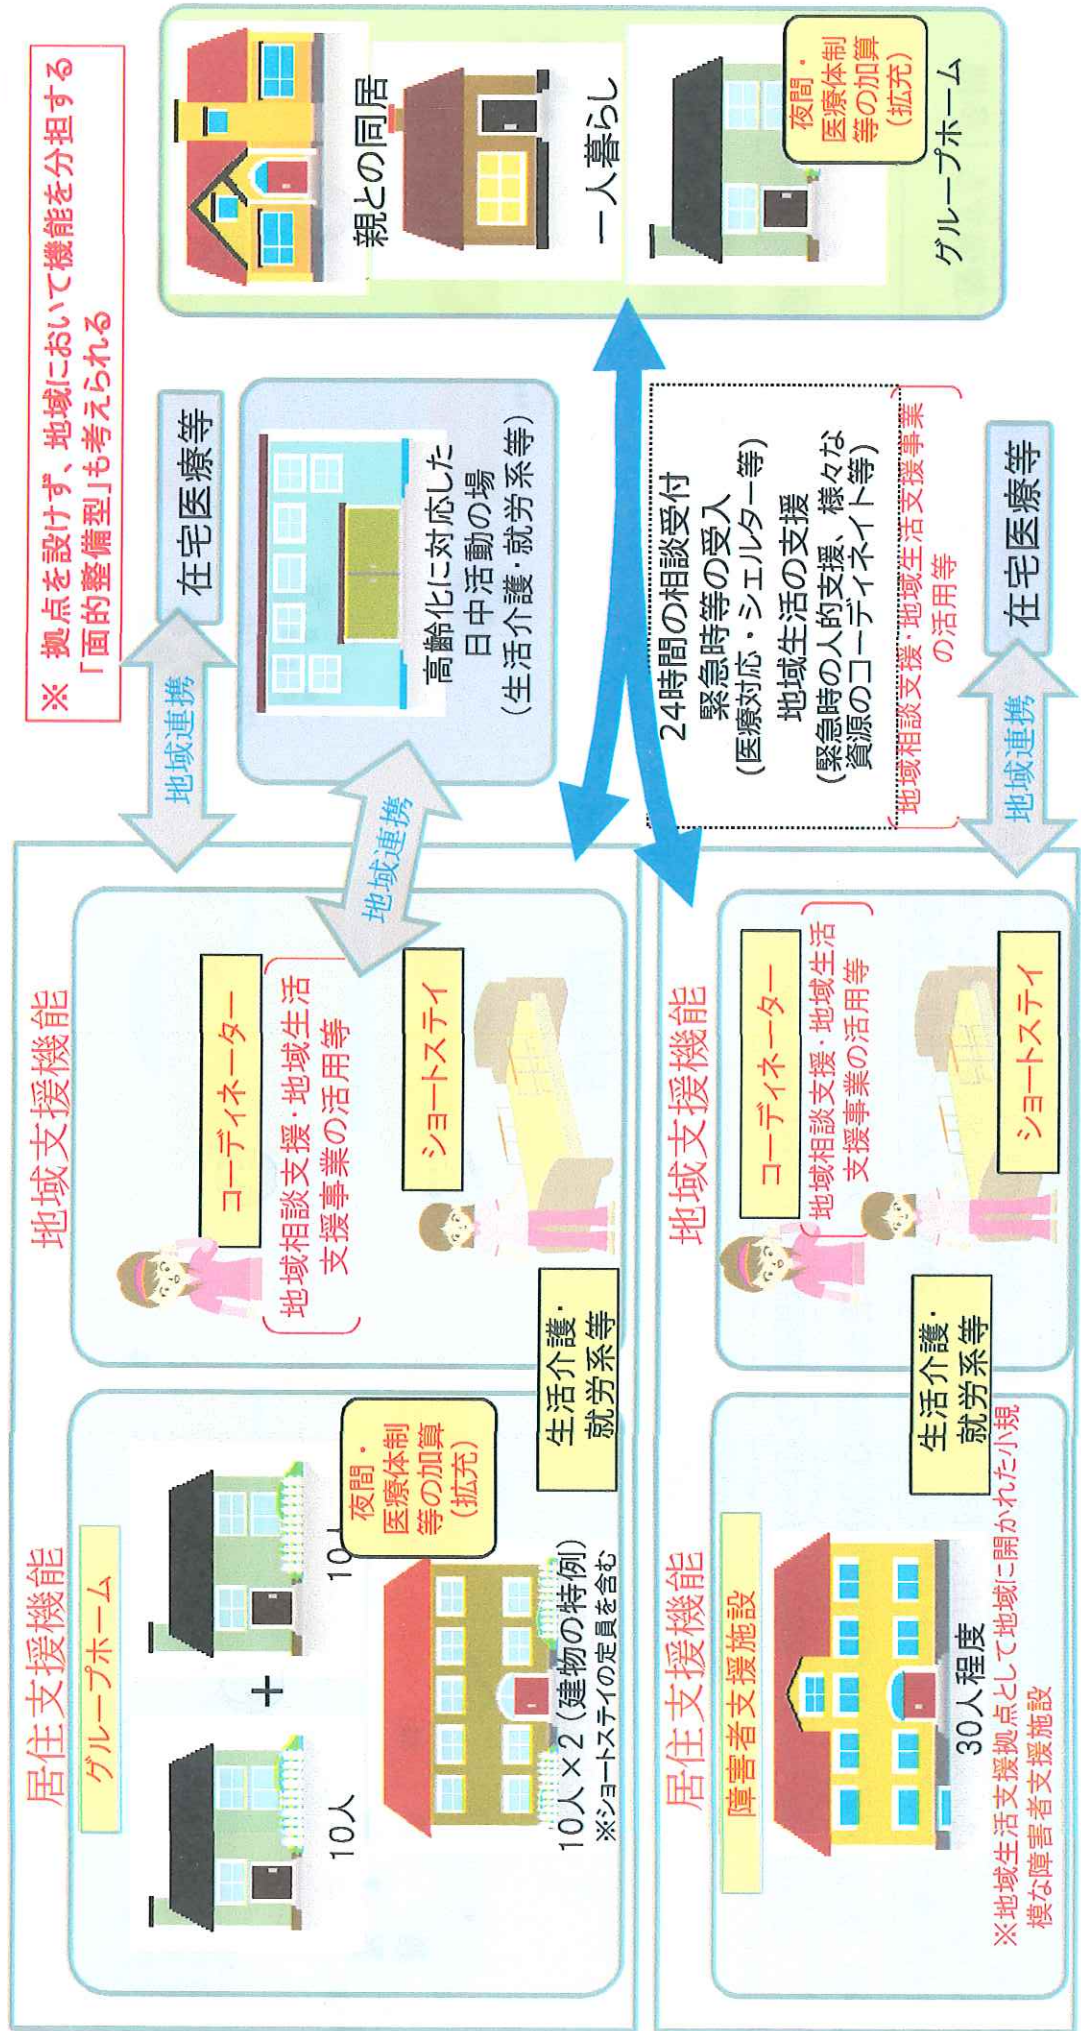 ※ 拠点を設けず、地域において機能を分担する
「面的整備型」も考えられる
居住支援機能
グループホーム
10人
+
10人
夜間・
医療体制
等の加算
(拡充)
10人×2(建物の特例)
※ショートステイの定員を含む
生活介護・
就労系等
地域支援機能
コーディネーター
地域相談支援・地域生活
支援事業の活用等
ショートステイ
地域連携
在宅医療等
地域連携
高齢化に対応した
日中活動の場
(生活介護・就労系等)
親との同居
一人暮らし
夜間・
医療体制
等の加算
(拡充)
グループホーム
24時間の相談受付
緊急時等の受入
(医療対応・シェルター等)
地域生活の支援
(緊急時の人的支援、様々な
資源のコーディネイト等)
地域相談支援・地域生活支援事業
の活用等
居住支援機能
障害者支援施設
30人程度
※地域生活支援拠点として地域に開かれた小規
模な障害者支援施設
生活介護・
就労系等
地域支援機能
コーディネーター
地域相談支援・地域生活
支援事業の活用等
ショートステイ
地域連携
在宅医療等